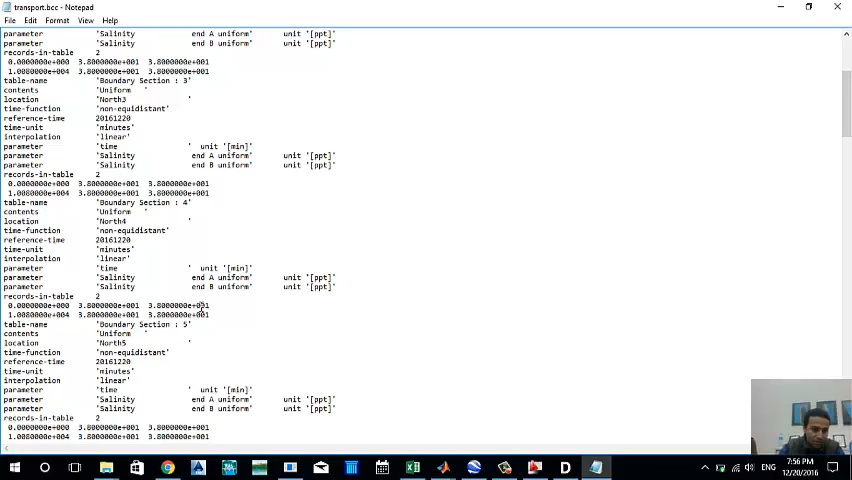 transport.bcc - Notepad
File Edit Format View Help
parameter 'Salinity end A uniform' unit '[ppt]'
parameter 'Salinity end B uniform' unit '[ppt]'
records-in-table 2
0.0000000e+000 3.8000000e+001 3.8000000e+001
1.0080000e+004 3.8000000e+001 3.8000000e+001
table-name 'Boundary Section : 3'
contents 'Uniform '
location 'North3 '
time-function 'non-equidistant'
reference-time 20161220
time-unit 'minutes'
interpolation 'linear'
parameter 'time ' unit '[min]'
parameter 'Salinity end A uniform' unit '[ppt]'
parameter 'Salinity end B uniform' unit '[ppt]'
records-in-table 2
0.0000000e+000 3.8000000e+001 3.8000000e+001
1.0080000e+004 3.8000000e+001 3.8000000e+001
table-name 'Boundary Section : 4'
contents 'Uniform '
location 'North4 '
time-function 'non-equidistant'
reference-time 20161220
time-unit 'minutes'
interpolation 'linear'
parameter 'time ' unit '[min]'
parameter 'Salinity end A uniform' unit '[ppt]'
parameter 'Salinity end B uniform' unit '[ppt]'
records-in-table 2
0.0000000e+000 3.8000000e+001 3.8000000e+001
1.0080000e+004 3.8000000e+001 3.8000000e+001
table-name 'Boundary Section : 5'
contents 'Uniform '
location 'North5 '
time-function 'non-equidistant'
reference-time 20161220
time-unit 'minutes'
interpolation 'linear'
parameter 'time ' unit '[min]'
parameter 'Salinity end A uniform' unit '[ppt]'
parameter 'Salinity end B uniform' unit '[ppt]'
records-in-table 2
0.0000000e+000 3.8000000e+001 3.8000000e+001
1.0080000e+004 3.8000000e+001 3.8000000e+001
ENG
7:56 PM
12/20/2016